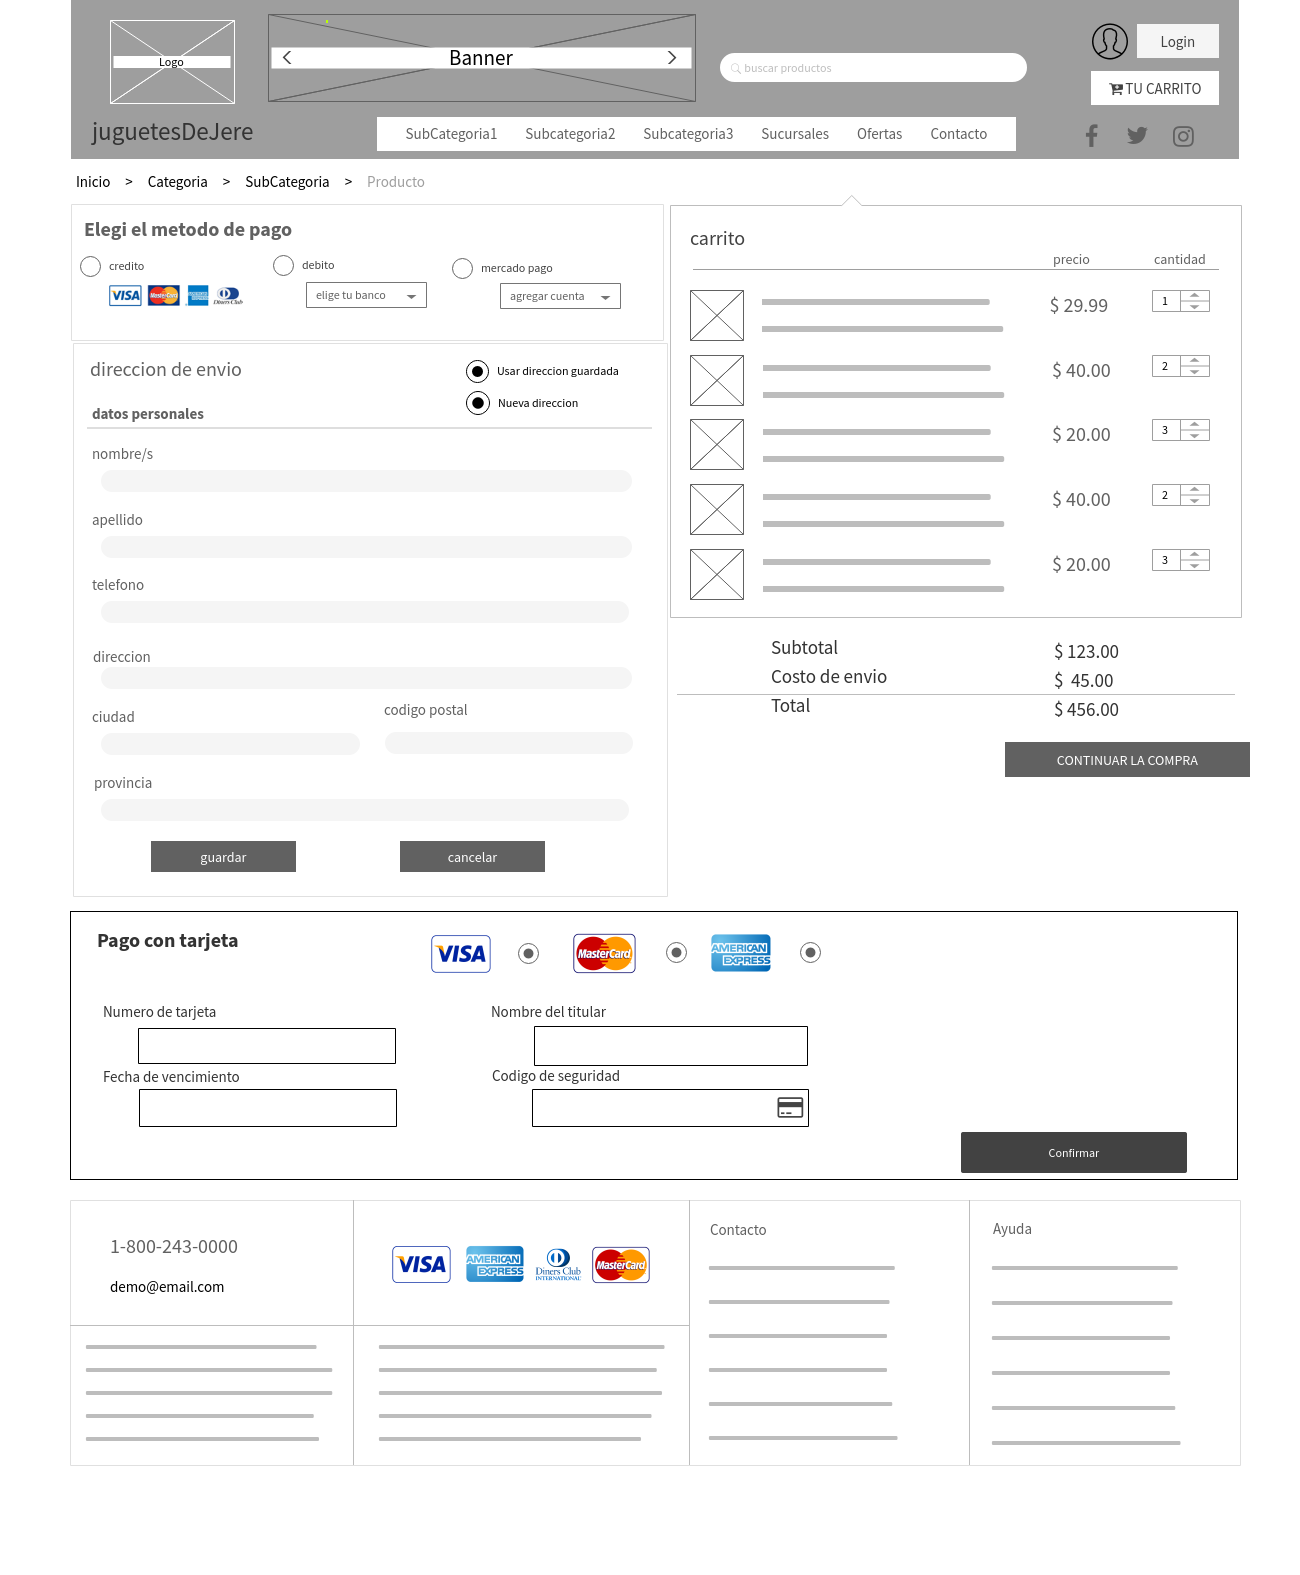 Logo
Banner
buscar productos
Login
TU CARRITO
juguetesDeJere
SubCategoria1 Subcategoria2 Subcategoria3 Sucursales Ofertas Contacto
Inicio > Categoria > SubCategoria > Producto
Elegi el metodo de pago
credito
debito
mercado pago
VISA MasterCard AMERICAN EXPRESS Diners Club
elige tu banco
agregar cuenta
direccion de envio
Usar direccion guardada
Nueva direccion
datos personales
nombre/s
apellido
telefono
direccion
ciudad
codigo postal
provincia
guardar
cancelar
carrito
precio cantidad
$ 29.99 1
$ 40.00 2
$ 20.00 3
$ 40.00 2
$ 20.00 3
Subtotal $ 123.00
Costo de envio $ 45.00
Total $ 456.00
CONTINUAR LA COMPRA
Pago con tarjeta
VISA MasterCard AMERICAN EXPRESS
Numero de tarjeta
Nombre del titular
Fecha de vencimiento
Codigo de seguridad
Confirmar
1-800-243-0000
demo@email.com
VISA AMERICAN EXPRESS Diners Club INTERNATIONAL MasterCard
Contacto
Ayuda